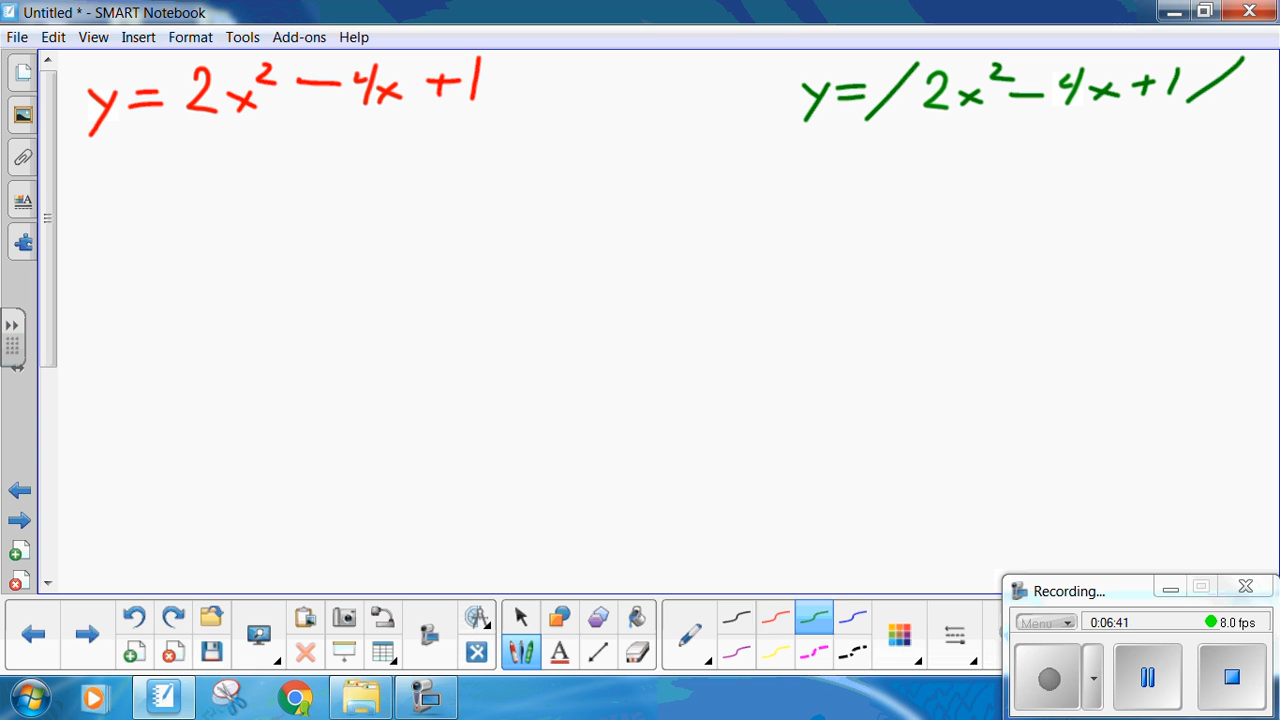 Untitled * - SMART Notebook
File Edit View Insert Format Tools Add-ons Help
y = 2x² - 4x + 1
y = / 2x² - 4x + 1 /
Recording...
Menu
0:06:41
8.0 fps
A